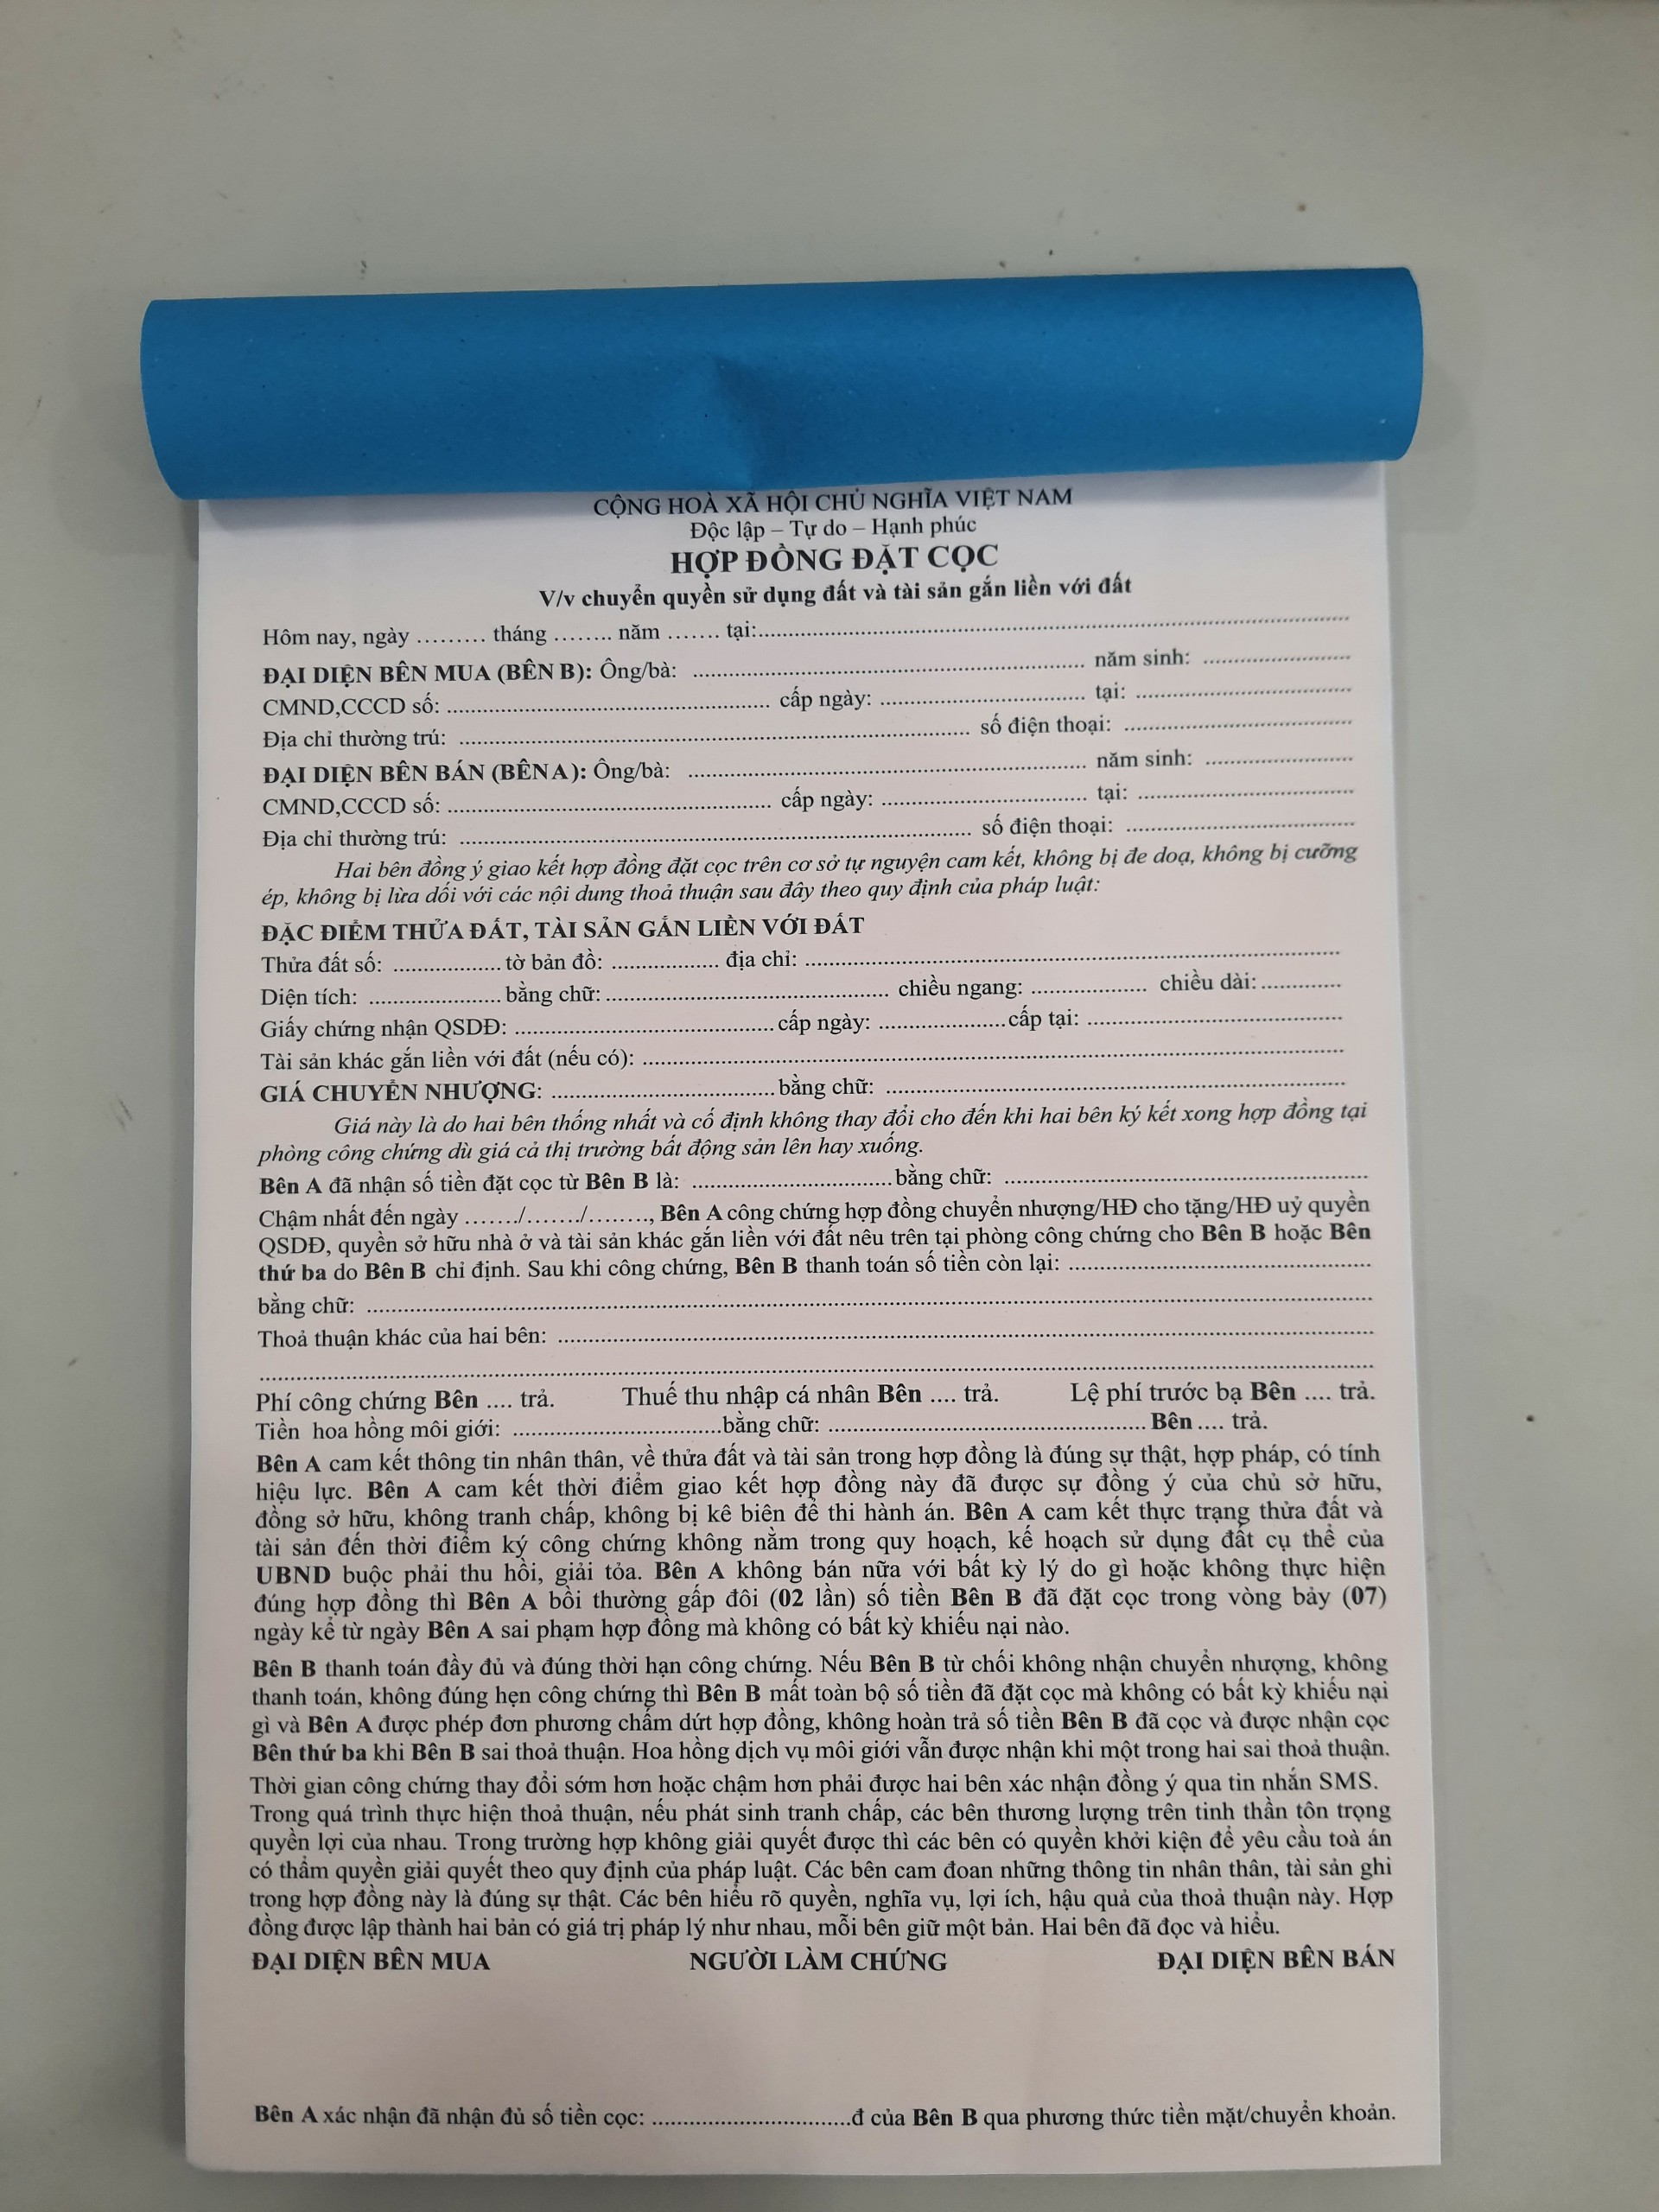 CỘNG HOÀ XÃ HỘI CHỦ NGHĨA VIỆT NAM
Độc lập – Tự do – Hạnh phúc
HỢP ĐỒNG ĐẶT CỌC
V/v chuyển quyền sử dụng đất và tài sản gắn liền với đất
Hôm nay, ngày ......... tháng ........ năm ....... tại:..........................................................
ĐẠI DIỆN BÊN MUA (BÊN B): Ông/bà: .......................................................... năm sinh: ......................
CMND,CCCD số: ................................................ cấp ngày: ............................... tại: ................................
Địa chỉ thường trú: ............................................................................ số điện thoại: ..................................
ĐẠI DIỆN BÊN BÁN (BÊN A): Ông/bà: .......................................................... năm sinh: ......................
CMND,CCCD số: ................................................ cấp ngày: ............................... tại: ................................
Địa chỉ thường trú: ............................................................................ số điện thoại: ..................................
Hai bên đồng ý giao kết hợp đồng đặt cọc trên cơ sở tự nguyện cam kết, không bị đe doạ, không bị cưỡng
ép, không bị lừa dối với các nội dung thoả thuận sau đây theo quy định của pháp luật:
ĐẶC ĐIỂM THỬA ĐẤT, TÀI SẢN GẮN LIỀN VỚI ĐẤT
Thửa đất số: ................ tờ bản đồ: ................ địa chỉ: ................................................................
Diện tích: .................... bằng chữ: .......................................... chiều ngang: ................. chiều dài:............
Giấy chứng nhận QSDĐ: .......................................cấp ngày: ...................cấp tại: ......................................
Tài sản khác gắn liền với đất (nếu có): ..........................................................................................
GIÁ CHUYỂN NHƯỢNG: .................................bằng chữ: .....................................................................
Giá này là do hai bên thống nhất và cố định không thay đổi cho đến khi hai bên ký kết xong hợp đồng tại
phòng công chứng dù giá cả thị trường bất động sản lên hay xuống.
Bên A đã nhận số tiền đặt cọc từ Bên B là: ..............................bằng chữ: ......................................................
Chậm nhất đến ngày ......./......./........, Bên A công chứng hợp đồng chuyển nhượng/HĐ cho tặng/HĐ uỷ quyền
QSDĐ, quyền sở hữu nhà ở và tài sản khác gắn liền với đất nêu trên tại phòng công chứng cho Bên B hoặc Bên
thứ ba do Bên B chỉ định. Sau khi công chứng, Bên B thanh toán số tiền còn lại: .............................................
bằng chữ: ..........................................................................................................................
Thoả thuận khác của hai bên: ..........................................................................................................
..........................................................................................................................................
Phí công chứng Bên .... trả. Thuế thu nhập cá nhân Bên .... trả. Lệ phí trước bạ Bên .... trả.
Tiền hoa hồng môi giới: ...............................bằng chữ: ............................................... Bên .... trả.
Bên A cam kết thông tin nhân thân, về thửa đất và tài sản trong hợp đồng là đúng sự thật, hợp pháp, có tính
hiệu lực. Bên A cam kết thời điểm giao kết hợp đồng này đã được sự đồng ý của chủ sở hữu,
đồng sở hữu, không tranh chấp, không bị kê biên để thi hành án. Bên A cam kết thực trạng thửa đất và
tài sản đến thời điểm ký công chứng không nằm trong quy hoạch, kế hoạch sử dụng đất cụ thể của
UBND buộc phải thu hồi, giải tỏa. Bên A không bán nữa với bất kỳ lý do gì hoặc không thực hiện
đúng hợp đồng thì Bên A bồi thường gấp đôi (02 lần) số tiền Bên B đã đặt cọc trong vòng bảy (07)
ngày kể từ ngày Bên A sai phạm hợp đồng mà không có bất kỳ khiếu nại nào.
Bên B thanh toán đầy đủ và đúng thời hạn công chứng. Nếu Bên B từ chối không nhận chuyển nhượng, không
thanh toán, không đúng hẹn công chứng thì Bên B mất toàn bộ số tiền đã đặt cọc mà không có bất kỳ khiếu nại
gì và Bên A được phép đơn phương chấm dứt hợp đồng, không hoàn trả số tiền Bên B đã cọc và được nhận cọc
Bên thứ ba khi Bên B sai thoả thuận. Hoa hồng dịch vụ môi giới vẫn được nhận khi một trong hai sai thoả thuận.
Thời gian công chứng thay đổi sớm hơn hoặc chậm hơn phải được hai bên xác nhận đồng ý qua tin nhắn SMS.
Trong quá trình thực hiện thoả thuận, nếu phát sinh tranh chấp, các bên thương lượng trên tinh thần tôn trọng
quyền lợi của nhau. Trong trường hợp không giải quyết được thì các bên có quyền khởi kiện để yêu cầu toà án
có thẩm quyền giải quyết theo quy định của pháp luật. Các bên cam đoan những thông tin nhân thân, tài sản ghi
trong hợp đồng này là đúng sự thật. Các bên hiểu rõ quyền, nghĩa vụ, lợi ích, hậu quả của thoả thuận này. Hợp
đồng được lập thành hai bản có giá trị pháp lý như nhau, mỗi bên giữ một bản. Hai bên đã đọc và hiểu.
ĐẠI DIỆN BÊN MUA NGƯỜI LÀM CHỨNG ĐẠI DIỆN BÊN BÁN
Bên A xác nhận đã nhận đủ số tiền cọc: ..............................đ của Bên B qua phương thức tiền mặt/chuyển khoản.